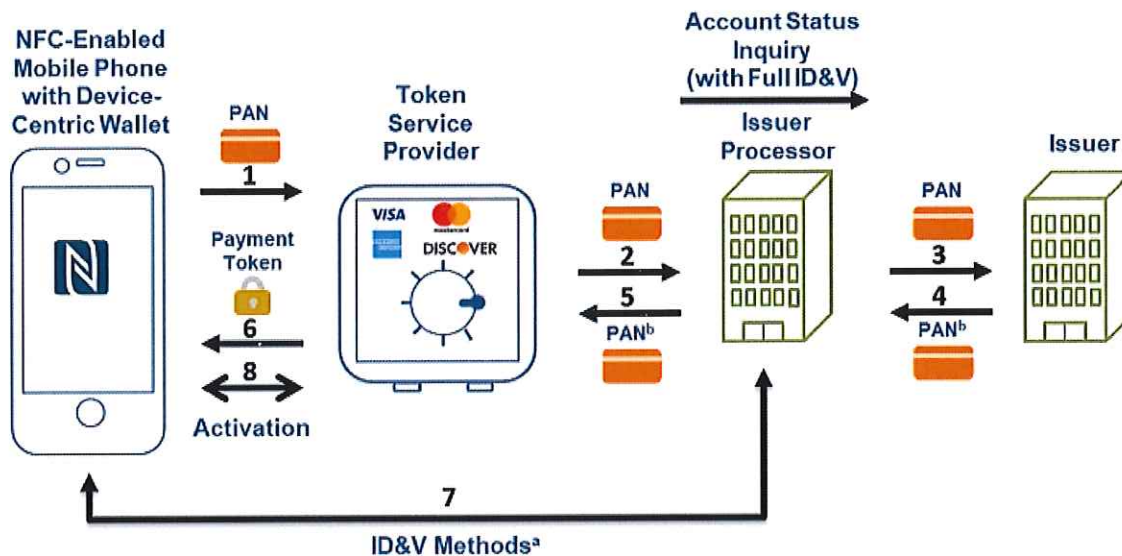 NFC-Enabled
Mobile Phone
with Device-
Centric Wallet
PAN
1
Token
Service
Provider
VISA
mastercard
AMERICAN
EXPRESS
DISCOVER
Payment
Token
6
8
Activation
Account Status
Inquiry
(with Full ID&V)
Issuer
Processor
PAN
2
5
PANᵇ
Issuer
PAN
3
4
PANᵇ
7
ID&V Methodsᵃ